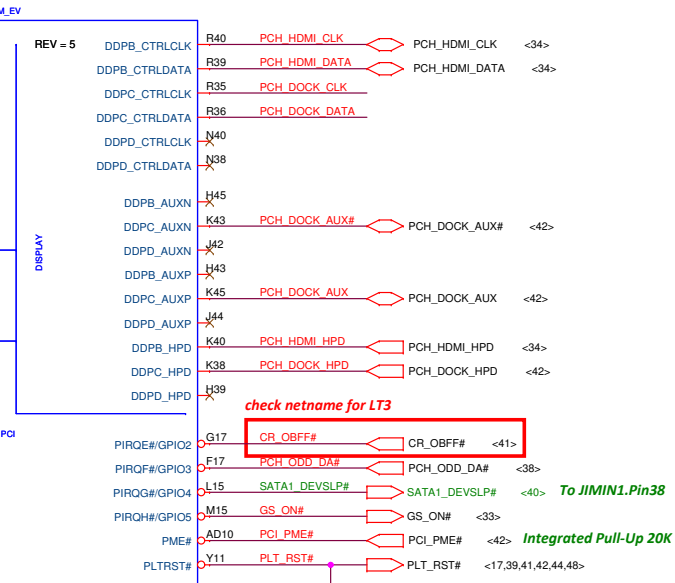 M_EV
REV = 5
DDPB_CTRLCLK R40 PCH_HDMI_CLK PCH_HDMI_CLK <34>
DDPB_CTRLDATA R39 PCH_HDMI_DATA PCH_HDMI_DATA <34>
DDPC_CTRLCLK R35 PCH_DOCK_CLK
DDPC_CTRLDATA R36 PCH_DOCK_DATA
DDPD_CTRLCLK N40
DDPD_CTRLDATA N38
DDPB_AUXN H45
DDPC_AUXN K43 PCH_DOCK_AUX# PCH_DOCK_AUX# <42>
DISPLAY
DDPD_AUXN J42
DDPB_AUXP H43
DDPC_AUXP K45 PCH_DOCK_AUX PCH_DOCK_AUX <42>
DDPD_AUXP J44
DDPB_HPD K40 PCH_HDMI_HPD PCH_HDMI_HPD <34>
DDPC_HPD K38 PCH_DOCK_HPD PCH_DOCK_HPD <42>
DDPD_HPD H39
check netname for LT3
PCI
PIRQE#/GPIO2 G17 CR_OBFF# CR_OBFF# <41>
PIRQF#/GPIO3 F17 PCH_ODD_DA# PCH_ODD_DA# <38>
PIRQG#/GPIO4 L15 SATA1_DEVSLP# SATA1_DEVSLP# <40> To JIMIN1.Pin38
PIRQH#/GPIO5 M15 GS_ON# GS_ON# <33>
PME# AD10 PCI_PME# PCI_PME# <42> Integrated Pull-Up 20K
PLTRST# Y11 PLT_RST# PLT_RST# <17,39,41,42,44,48>